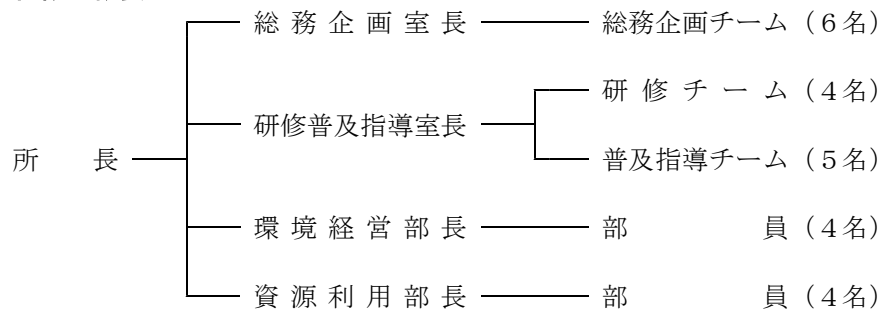 総務企画室長 総務企画チーム（６名）
研修チーム（４名）
研修普及指導室長
所長 普及指導チーム（５名）
環境経営部長 部員（４名）
資源利用部長 部員（４名）